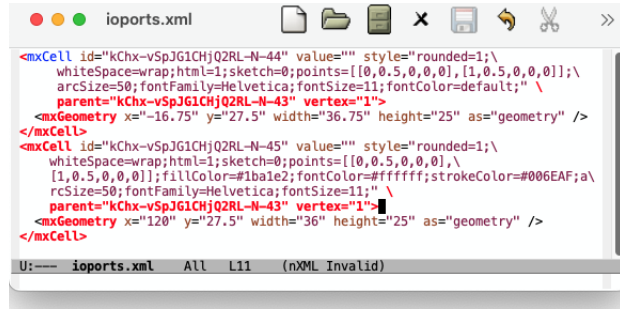 ioports.xml
<mxCell id="kChx-vSpJG1CHjQ2RL-N-44" value="" style="rounded=1;\
whiteSpace=wrap;html=1;sketch=0;points=[[0,0.5,0,0,0],[1,0.5,0,0,0]];\
arcSize=50;fontFamily=Helvetica;fontSize=11;fontColor=default;" \
parent="kChx-vSpJG1CHjQ2RL-N-43" vertex="1">
<mxGeometry x="-16.75" y="27.5" width="36.75" height="25" as="geometry" />
</mxCell>
<mxCell id="kChx-vSpJG1CHjQ2RL-N-45" value="" style="rounded=1;\
whiteSpace=wrap;html=1;sketch=0;points=[[0,0.5,0,0,0],\
[1,0.5,0,0,0]];fillColor=#1ba1e2;fontColor=#ffffff;strokeColor=#006EAF;a\
rcSize=50;fontFamily=Helvetica;fontSize=11;" \
parent="kChx-vSpJG1CHjQ2RL-N-43" vertex="1">
<mxGeometry x="120" y="27.5" width="36" height="25" as="geometry" />
</mxCell>
U:--- ioports.xml All L11 (nXML Invalid)